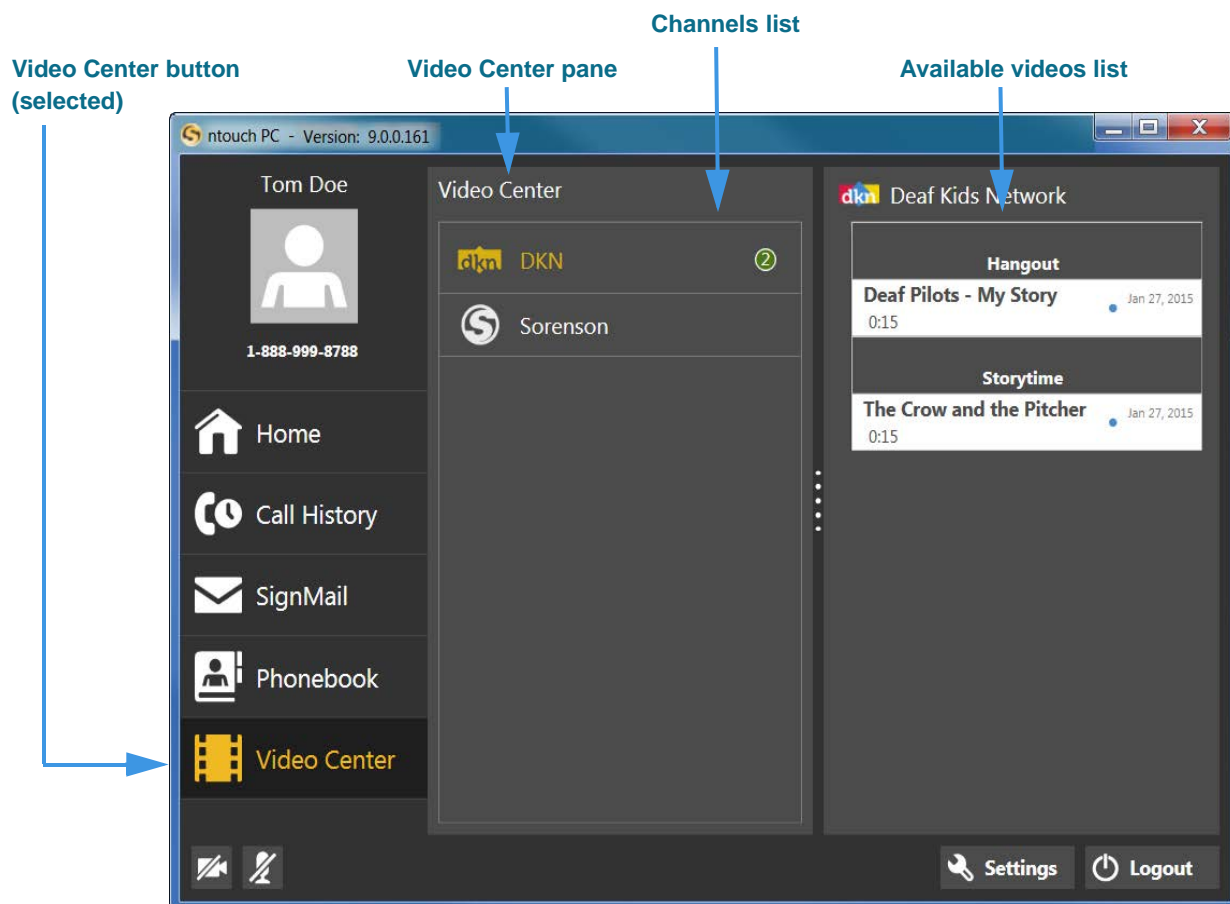 Channels list
Video Center button
(selected)
Video Center pane
Available videos list
ntouch PC - Version: 9.0.0.161
Tom Doe
1-888-999-8788
Home
Call History
SignMail
Phonebook
Video Center
Video Center
dkn DKN 2
Sorenson
dkn Deaf Kids Network
Hangout
Deaf Pilots - My Story Jan 27, 2015
0:15
Storytime
The Crow and the Pitcher Jan 27, 2015
0:15
Settings
Logout